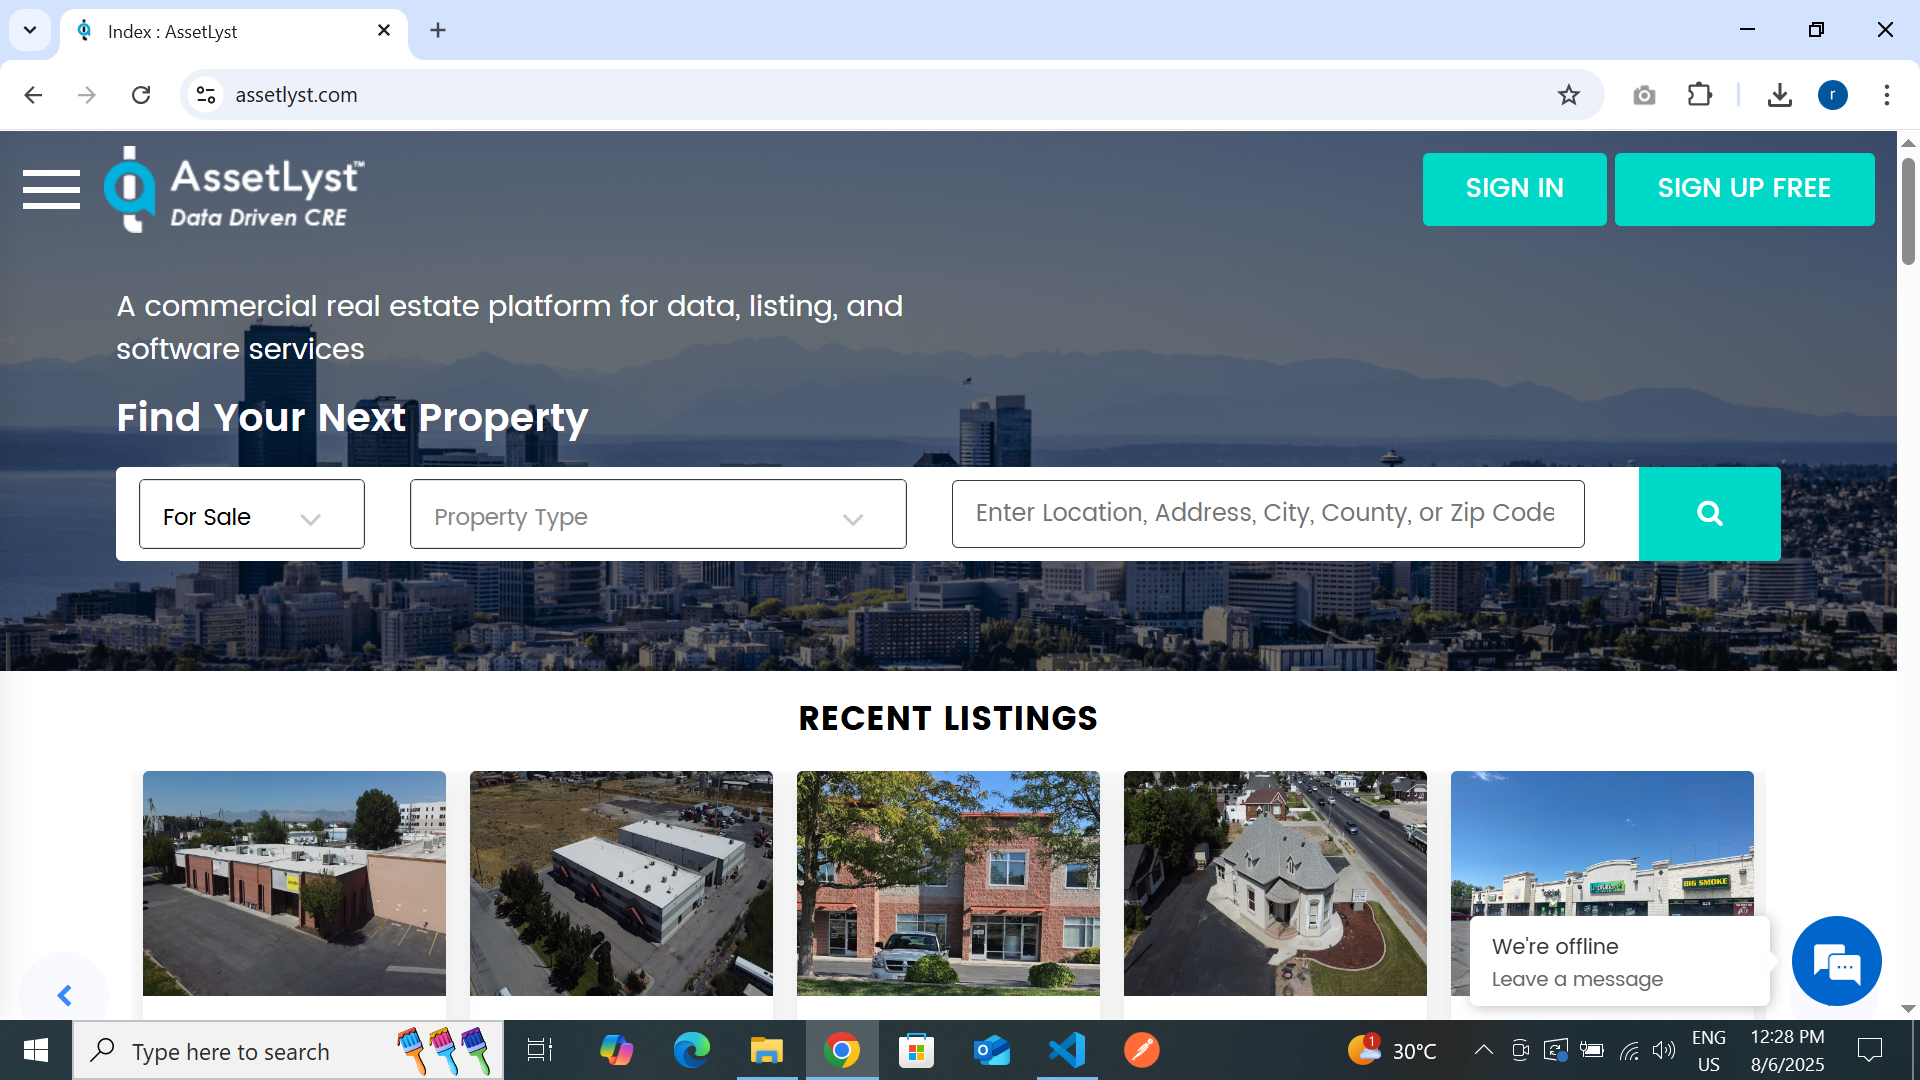 Index : AssetLyst
assetlyst.com
r
AssetLyst™
Data Driven CRE
SIGN IN
SIGN UP FREE
A commercial real estate platform for data, listing, and
software services
Find Your Next Property
For Sale
Property Type
Enter Location, Address, City, County, or Zip Code
RECENT LISTINGS
BIG SMOKE
We're offline
Leave a message
Type here to search
1
30°C
ENG
US
12:28 PM
8/6/2025